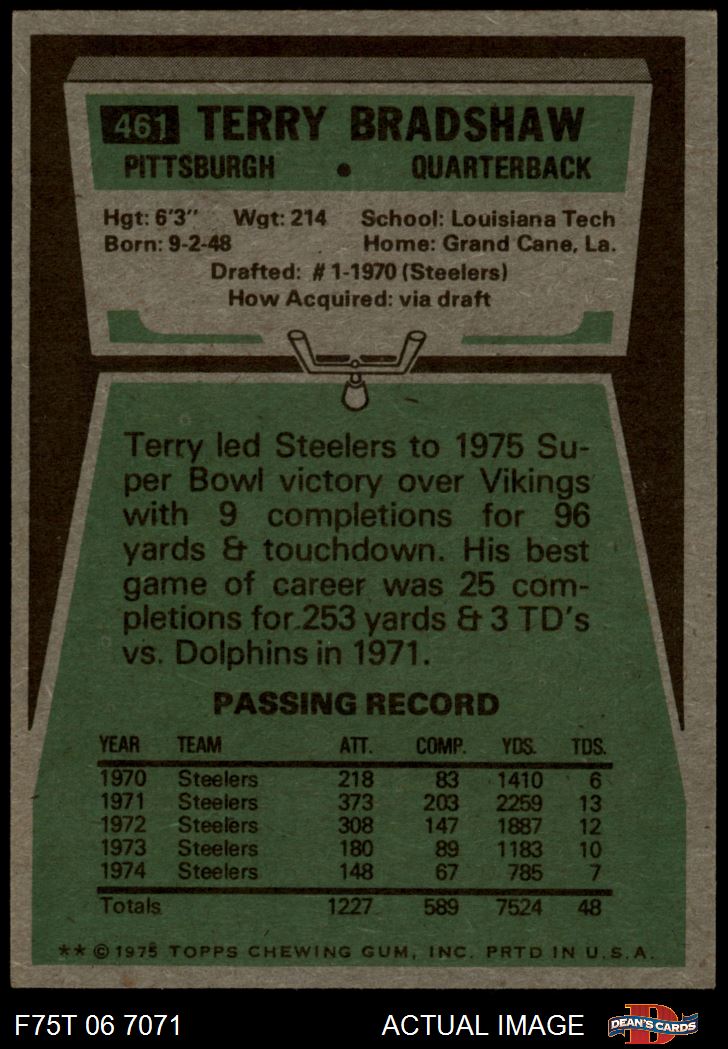 461 TERRY BRADSHAW
PITTSBURGH • QUARTERBACK
Hgt: 6'3" Wgt: 214 School: Louisiana Tech
Born: 9-2-48 Home: Grand Cane, La.
Drafted: #1-1970 (Steelers)
How Acquired: via draft
Terry led Steelers to 1975 Su-
per Bowl victory over Vikings
with 9 completions for 96
yards & touchdown. His best
game of career was 25 com-
pletions for 253 yards & 3 TD's
vs. Dolphins in 1971.
PASSING RECORD
YEAR TEAM ATT. COMP. YDS. TDS.
1970 Steelers 218 83 1410 6
1971 Steelers 373 203 2259 13
1972 Steelers 308 147 1887 12
1973 Steelers 180 89 1183 10
1974 Steelers 148 67 785 7
Totals 1227 589 7524 48
** © 1975 TOPPS CHEWING GUM, INC. PRTD IN U.S.A.
F75T 06 7071 ACTUAL IMAGE DEAN'S CARDS